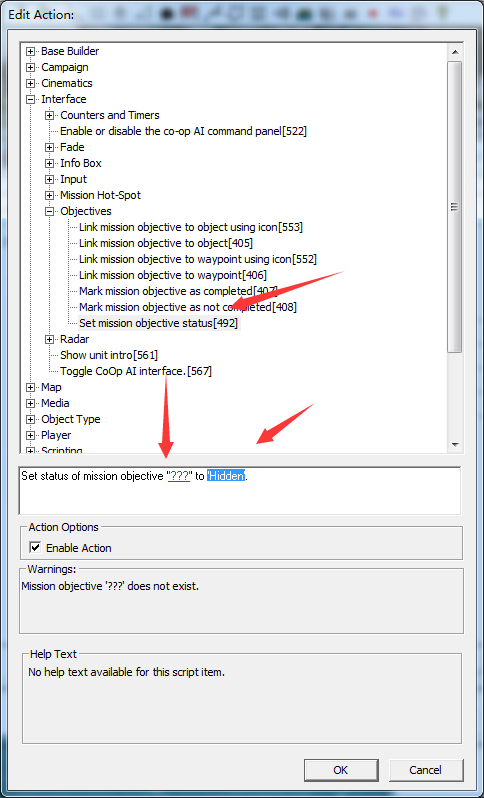 Edit Action:
Base Builder
Campaign
Cinematics
Interface
Counters and Timers
Enable or disable the co-op AI command panel[522]
Fade
Info Box
Input
Mission Hot-Spot
Objectives
Link mission objective to object using icon[553]
Link mission objective to object[405]
Link mission objective to waypoint using icon[552]
Link mission objective to waypoint[406]
Mark mission objective as completed[407]
Mark mission objective as not completed[408]
Set mission objective status[492]
Radar
Show unit intro[561]
Toggle CoOp AI interface.[567]
Map
Media
Object Type
Player
Scripting
Set status of mission objective "???" to 'Hidden'.
Action Options
Enable Action
Warnings:
Mission objective '???' does not exist.
Help Text
No help text available for this script item.
OK Cancel